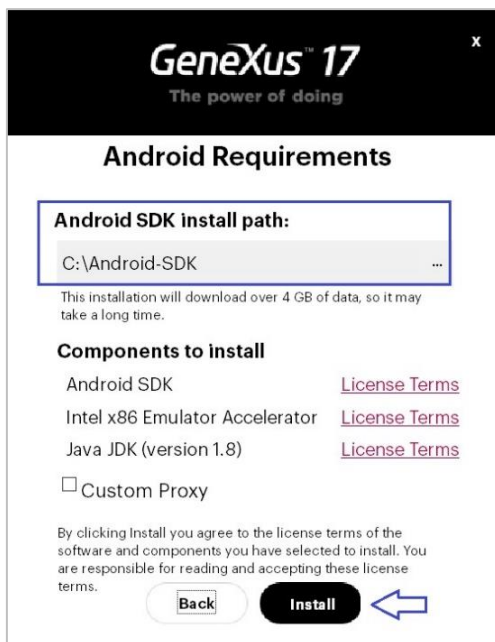 GeneXus™ 17
x
The power of doing
Android Requirements
Android SDK install path:
C:\Android-SDK
...
This installation will download over 4 GB of data, so it may
take a long time.
Components to install
Android SDK License Terms
Intel x86 Emulator Accelerator License Terms
Java JDK (version 1.8) License Terms
Custom Proxy
By clicking Install you agree to the license terms of the
software and components you have selected to install. You
are responsible for reading and accepting these license
terms.
Back Install